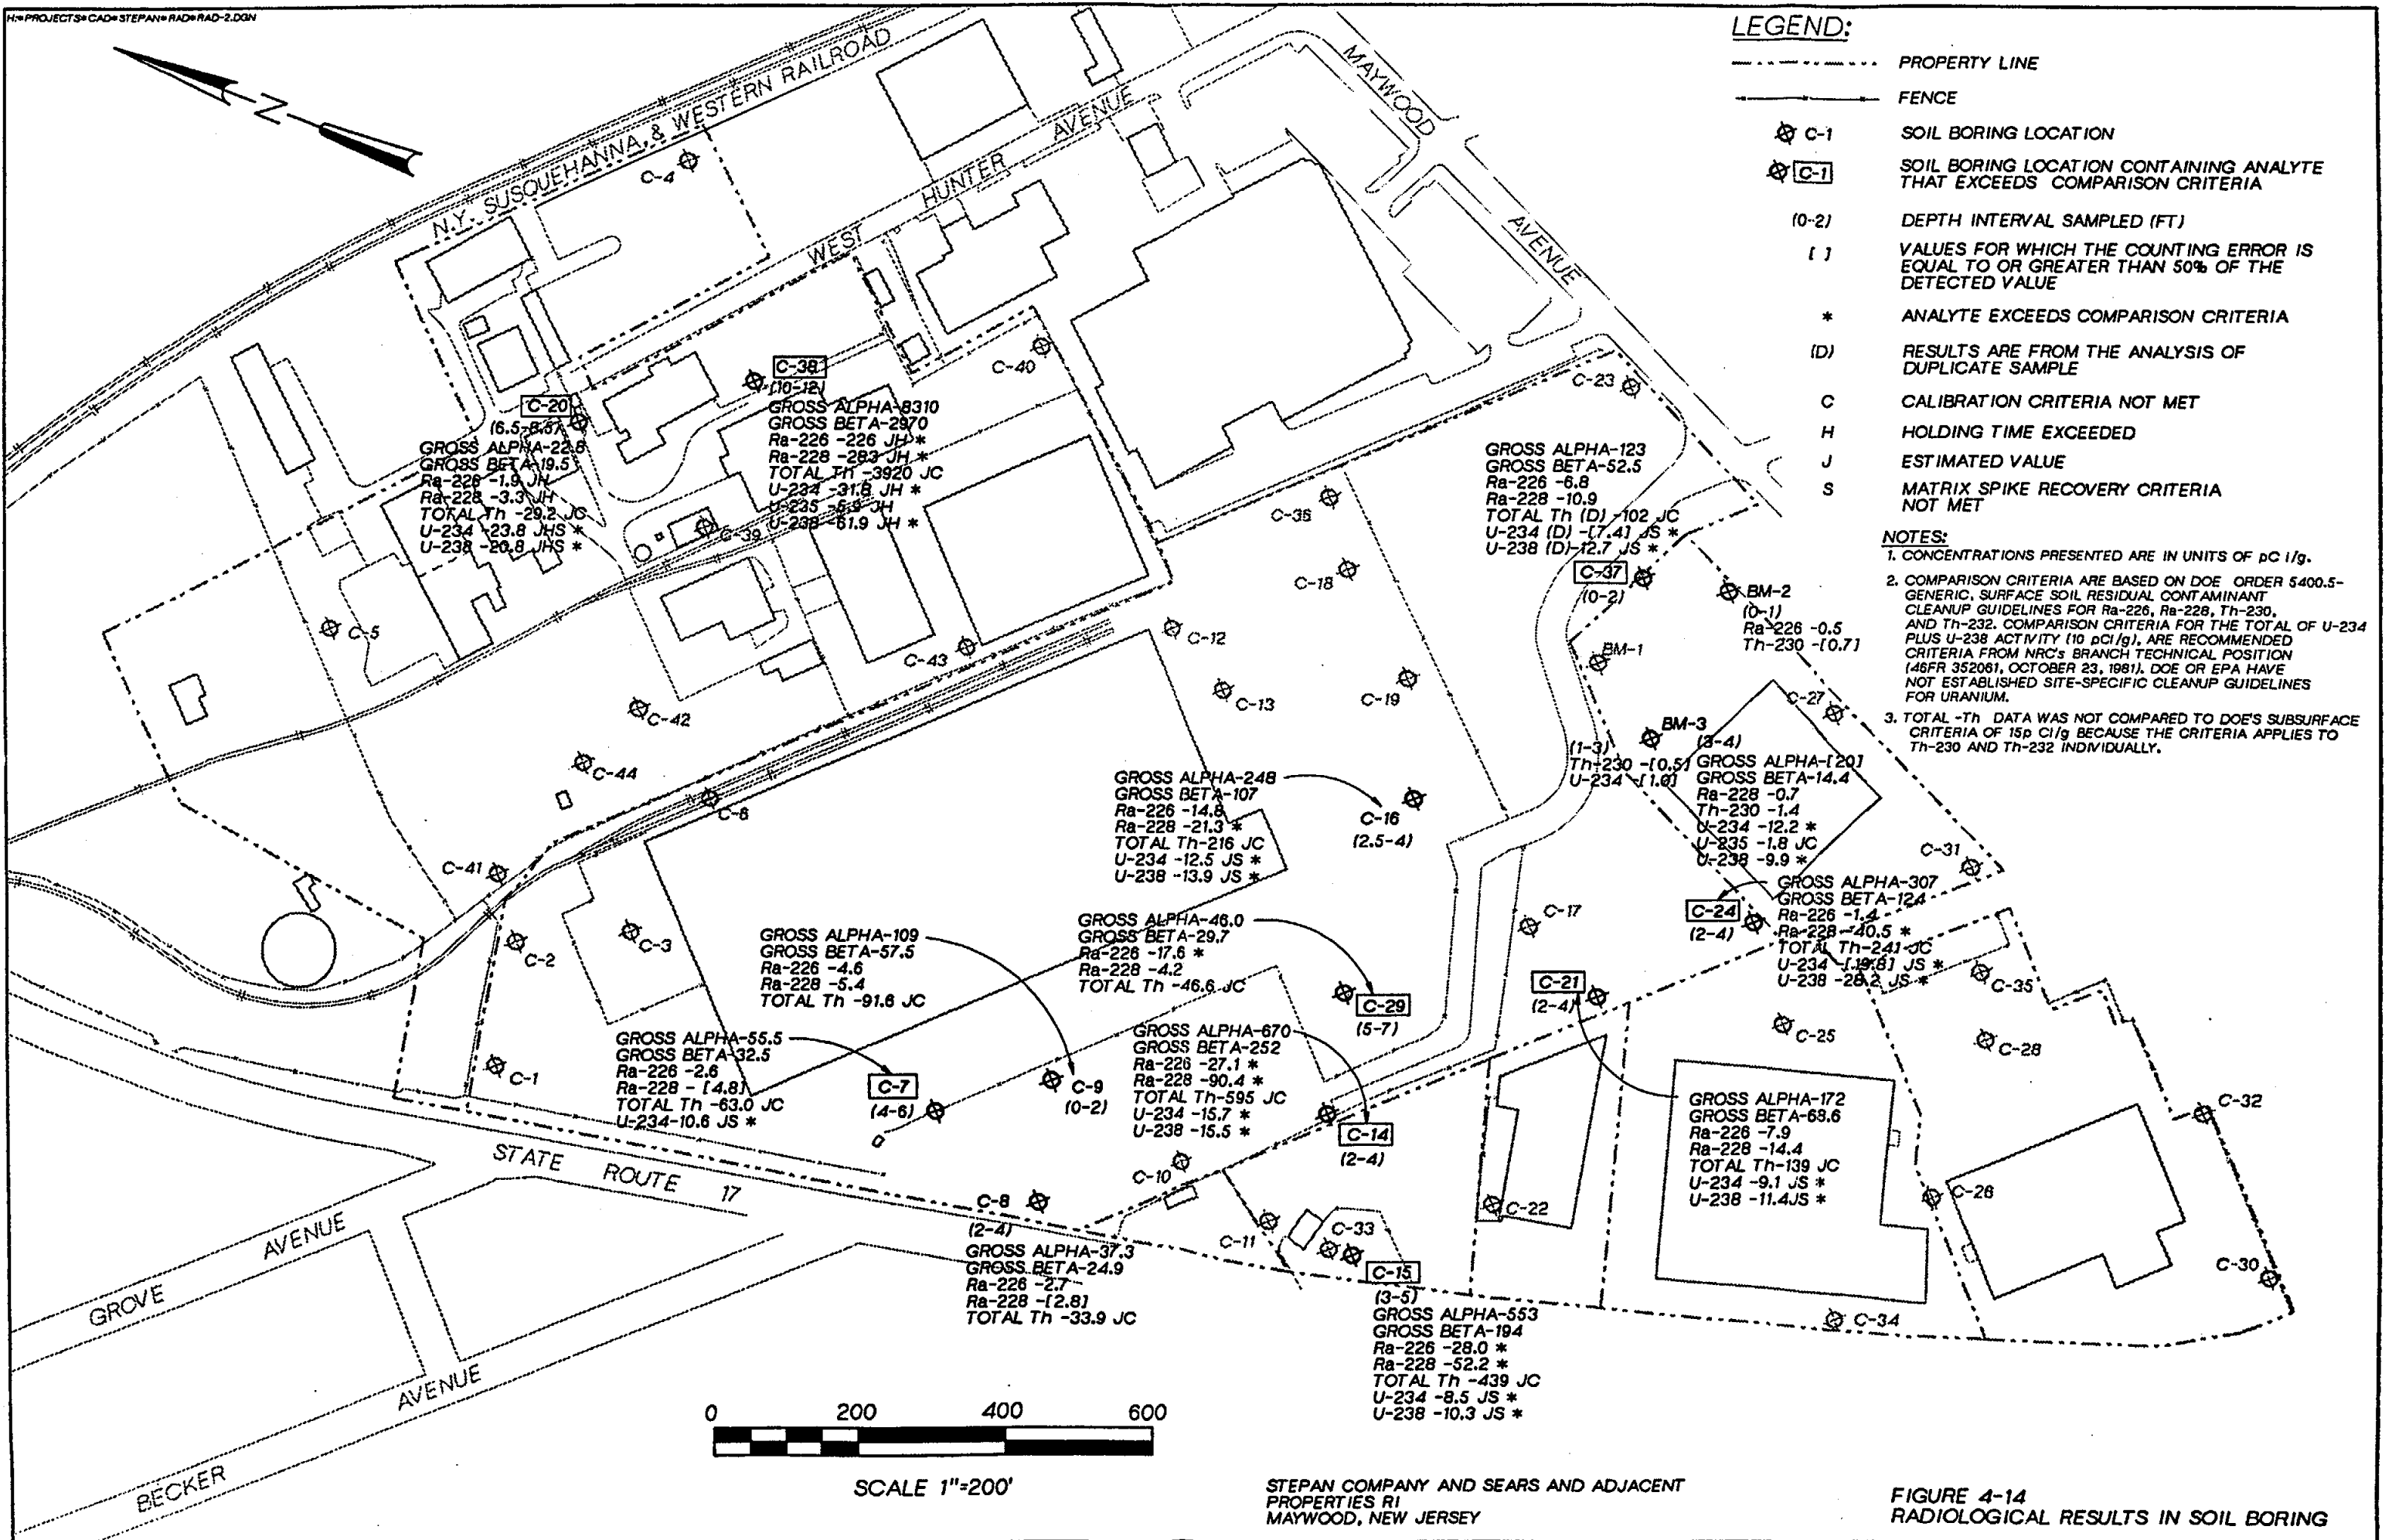 H:*PROJECTS*CAD*STEPAN*RAD*RAD-2.DGN
N
N.Y. SUSQUEHANNA, & WESTERN RAILROAD
WEST HUNTER AVENUE
MAYWOOD AVENUE
LEGEND:
PROPERTY LINE
FENCE
C-1 SOIL BORING LOCATION
C-1 SOIL BORING LOCATION CONTAINING ANALYTE
THAT EXCEEDS COMPARISON CRITERIA
(0-2) DEPTH INTERVAL SAMPLED (FT)
[ ] VALUES FOR WHICH THE COUNTING ERROR IS
EQUAL TO OR GREATER THAN 50% OF THE
DETECTED VALUE
* ANALYTE EXCEEDS COMPARISON CRITERIA
(D) RESULTS ARE FROM THE ANALYSIS OF
DUPLICATE SAMPLE
C CALIBRATION CRITERIA NOT MET
H HOLDING TIME EXCEEDED
J ESTIMATED VALUE
S MATRIX SPIKE RECOVERY CRITERIA
NOT MET
NOTES:
1. CONCENTRATIONS PRESENTED ARE IN UNITS OF pC i/g.
2. COMPARISON CRITERIA ARE BASED ON DOE ORDER 5400.5-
GENERIC, SURFACE SOIL RESIDUAL CONTAMINANT
CLEANUP GUIDELINES FOR Ra-226, Ra-228, Th-230,
AND Th-232. COMPARISON CRITERIA FOR THE TOTAL OF U-234
PLUS U-238 ACTIVITY (10 pCi/g), ARE RECOMMENDED
CRITERIA FROM NRC's BRANCH TECHNICAL POSITION
(46FR 352061, OCTOBER 23, 1981). DOE OR EPA HAVE
NOT ESTABLISHED SITE-SPECIFIC CLEANUP GUIDELINES
FOR URANIUM.
3. TOTAL -Th DATA WAS NOT COMPARED TO DOE'S SUBSURFACE
CRITERIA OF 15p Ci/g BECAUSE THE CRITERIA APPLIES TO
Th-230 AND Th-232 INDIVIDUALLY.
C-4
C-40
C-23
C-38
(10-12)
GROSS ALPHA-8310
GROSS BETA-2970
Ra-226 -226 JH *
Ra-228 -283 JH *
TOTAL Th -3920 JC
U-234 -31.8 JH *
U-235 -5.9 JH
U-238 -61.9 JH *
C-20
(6.5-8.5)
GROSS ALPHA-22.8
GROSS BETA-19.5
Ra-226 -1.9 JH
Ra-228 -3.3 JH
TOTAL Th -29.2 JC
U-234 -23.8 JHS *
U-238 -20.8 JHS *
C-39
C-36
C-18
GROSS ALPHA-123
GROSS BETA-52.5
Ra-226 -6.8
Ra-228 -10.9
TOTAL Th (D) -102 JC
U-234 (D) -[7.4] JS *
U-238 (D)-12.7 JS *
C-37
(0-2)
BM-2
(0-1)
Ra-226 -0.5
Th-230 -[0.7]
C-5
C-43
C-12
BM-1
C-42
C-13
C-19
C-27
BM-3
(1-3)
Th-230 -[0.5]
U-234 -[1.0]
(3-4)
GROSS ALPHA-[20]
GROSS BETA-14.4
Ra-228 -0.7
Th-230 -1.4
U-234 -12.2 *
U-235 -1.8 JC
U-238 -9.9 *
C-44
C-6
GROSS ALPHA-248
GROSS BETA-107
Ra-226 -14.8
Ra-228 -21.3 *
TOTAL Th-216 JC
U-234 -12.5 JS *
U-238 -13.9 JS *
C-16
(2.5-4)
C-31
C-41
C-2
C-3
GROSS ALPHA-109
GROSS BETA-57.5
Ra-226 -4.6
Ra-228 -5.4
TOTAL Th -91.6 JC
C-9
(0-2)
GROSS ALPHA-46.0
GROSS BETA-29.7
Ra-226 -17.6 *
Ra-228 -4.2
TOTAL Th -46.6 JC
C-29
(5-7)
C-17
C-24
(2-4)
GROSS ALPHA-307
GROSS BETA-124
Ra-226 -1.4
Ra-228 -40.5 *
TOTAL Th-241 JC
U-234 -[19.8] JS *
U-238 -28.2 JS *
C-21
(2-4)
C-35
C-25
C-28
C-1
GROSS ALPHA-55.5
GROSS BETA-32.5
Ra-226 -2.6
Ra-228 - [4.8]
TOTAL Th -63.0 JC
U-234-10.6 JS *
C-7
(4-6)
GROSS ALPHA-670
GROSS BETA-252
Ra-226 -27.1 *
Ra-228 -90.4 *
TOTAL Th-595 JC
U-234 -15.7 *
U-238 -15.5 *
C-14
(2-4)
GROSS ALPHA-172
GROSS BETA-68.6
Ra-226 -7.9
Ra-228 -14.4
TOTAL Th-139 JC
U-234 -9.1 JS *
U-238 -11.4JS *
C-32
C-10
C-22
C-26
C-11
C-33
C-30
C-34
STATE ROUTE 17
C-8
(2-4)
GROSS ALPHA-37.3
GROSS BETA-24.9
Ra-226 -2.7
Ra-228 -[2.8]
TOTAL Th -33.9 JC
C-15
(3-5)
GROSS ALPHA-553
GROSS BETA-194
Ra-226 -28.0 *
Ra-228 -52.2 *
TOTAL Th -439 JC
U-234 -8.5 JS *
U-238 -10.3 JS *
GROVE AVENUE
BECKER AVENUE
0 200 400 600
SCALE 1"=200'
STEPAN COMPANY AND SEARS AND ADJACENT
PROPERTIES RI
MAYWOOD, NEW JERSEY
FIGURE 4-14
RADIOLOGICAL RESULTS IN SOIL BORING